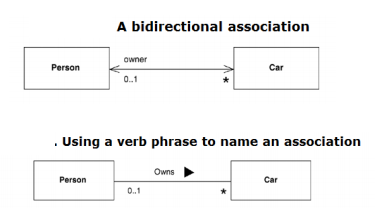 A bidirectional association
owner
Person
Car
0..1
*
. Using a verb phrase to name an association
Owns ▶
Person
Car
0..1
*